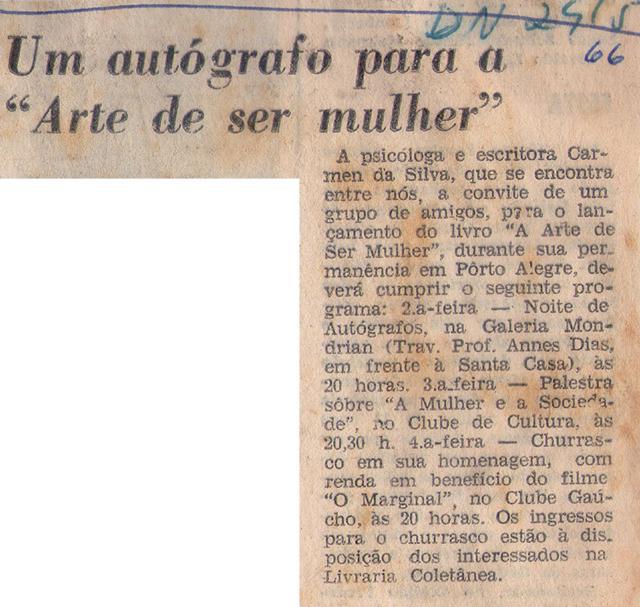 DN 24/5
66
Um autógrafo para a
“Arte de ser mulher”
A psicóloga e escritora Car-
men da Silva, que se encontra
entre nós, a convite de um
grupo de amigos, para o lan-
çamento do livro “A Arte de
Ser Mulher”, durante sua per-
manência em Pôrto Alegre, de-
verá cumprir o seguinte pro-
grama: 2.a-feira — Noite de
Autógrafos, na Galeria Mon-
drian (Trav. Prof. Annes Dias,
em frente à Santa Casa), às
20 horas. 3.a-feira — Palestra
sôbre “A Mulher e a Socieda-
de”, no Clube de Cultura, às
20,30 h. 4.a-feira — Churras-
co em sua homenagem, com
renda em benefício do filme
“O Marginal”, no Clube Gaú-
cho, às 20 horas. Os ingressos
para o churrasco estão à dis-
posição dos interessados na
Livraria Coletânea.